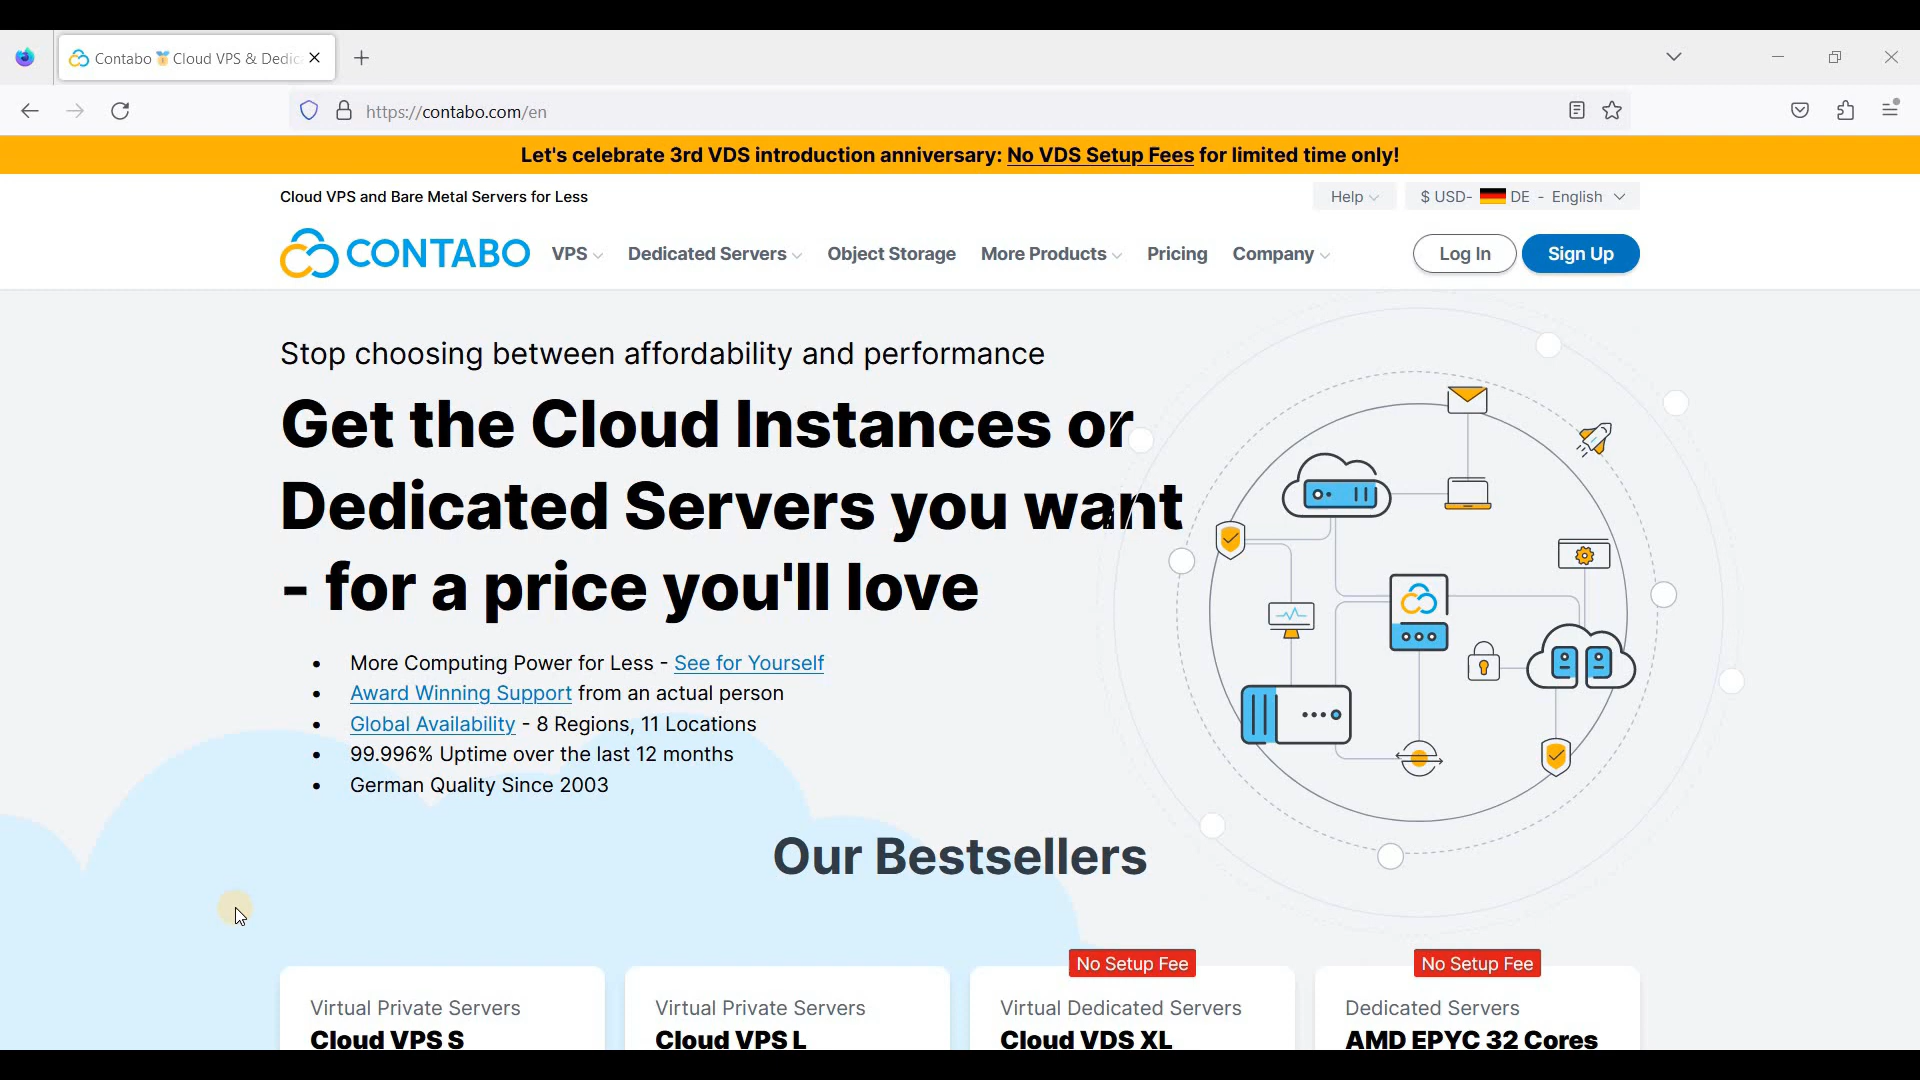 Contabo 🏅Cloud VPS & Dedic
https://contabo.com/en
Let's celebrate 3rd VDS introduction anniversary: No VDS Setup Fees for limited time only!
Cloud VPS and Bare Metal Servers for Less
Help
$ USD- DE - English
CONTABO
VPS
Dedicated Servers
Object Storage
More Products
Pricing
Company
Log In
Sign Up
Stop choosing between affordability and performance
Get the Cloud Instances or
Dedicated Servers you want
- for a price you'll love
• More Computing Power for Less - See for Yourself
• Award Winning Support from an actual person
• Global Availability - 8 Regions, 11 Locations
• 99.996% Uptime over the last 12 months
• German Quality Since 2003
Our Bestsellers
Virtual Private Servers
Cloud VPS S
Virtual Private Servers
Cloud VPS L
No Setup Fee
Virtual Dedicated Servers
Cloud VDS XL
No Setup Fee
Dedicated Servers
AMD EPYC 32 Cores